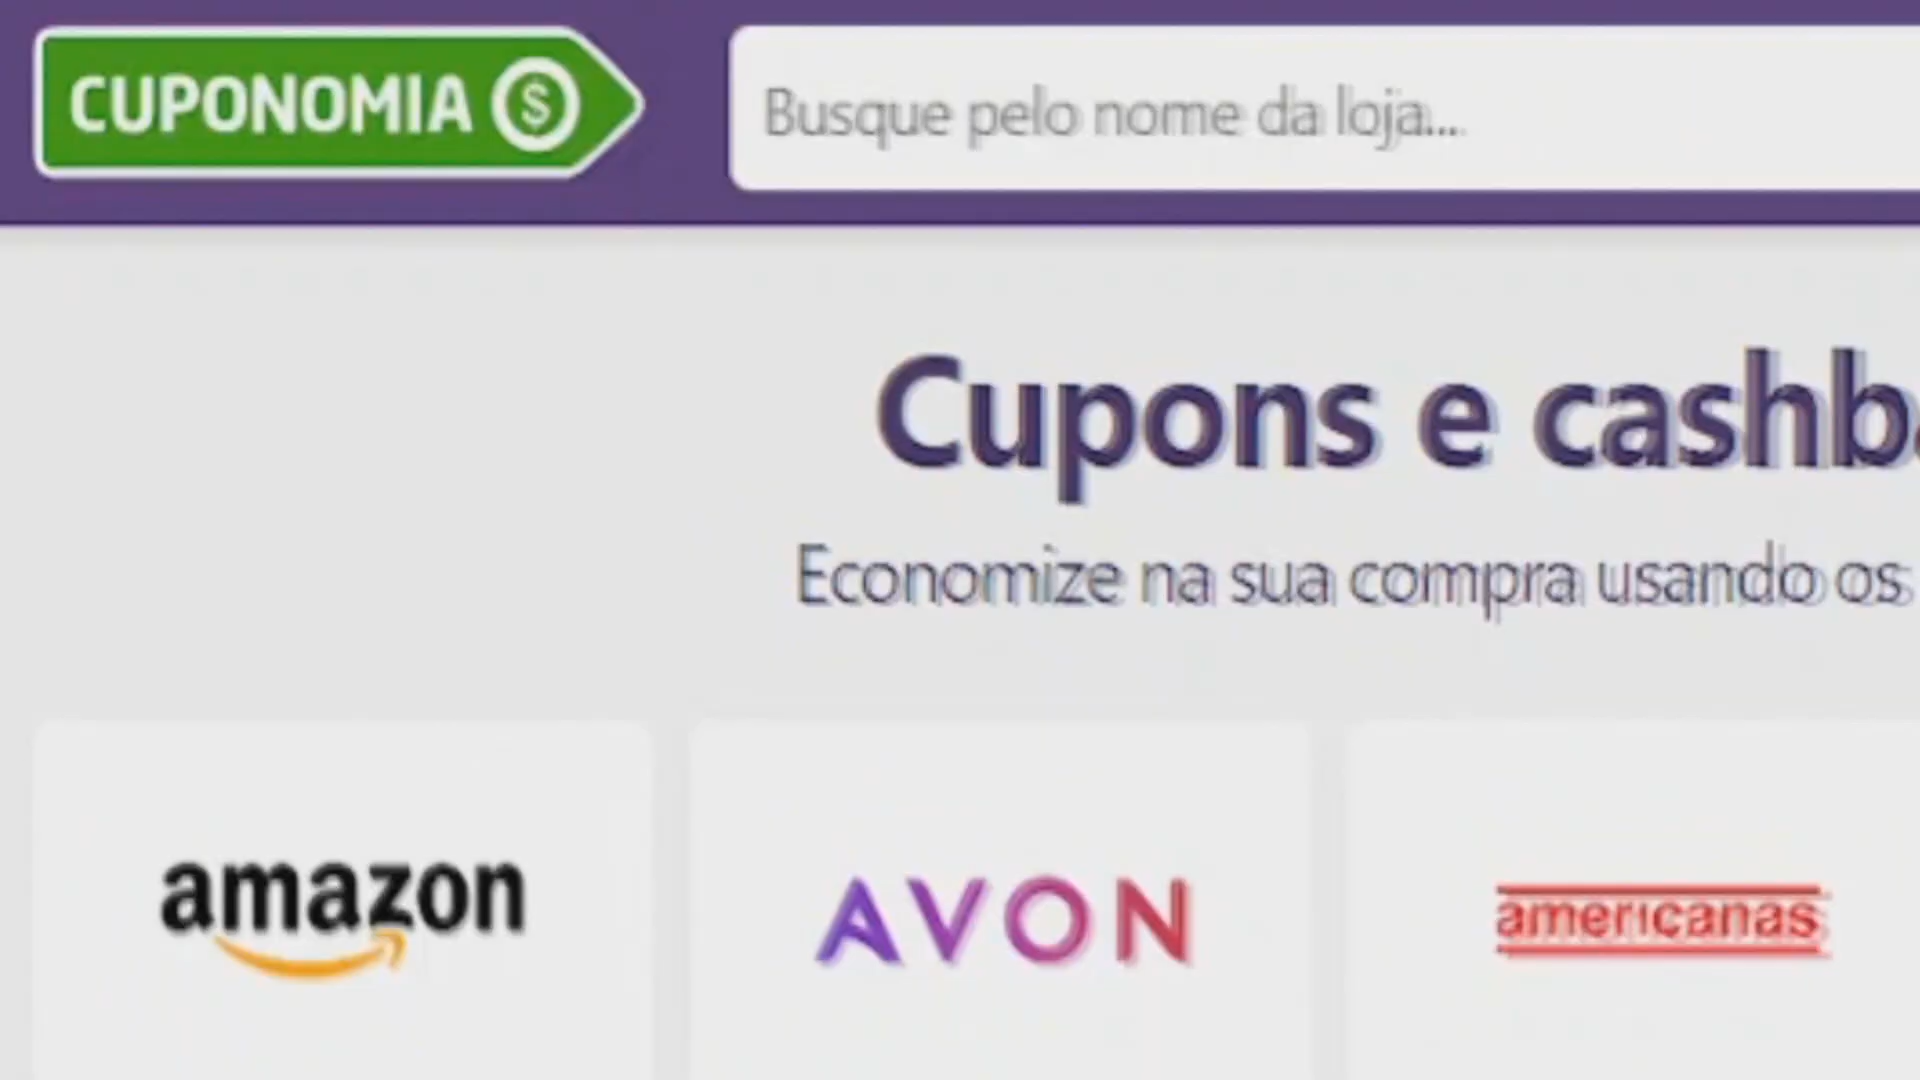 CUPONOMIA $
Busque pelo nome da loja...
Cupons e cashb
Economize na sua compra usando os
amazon
AVON
americanas